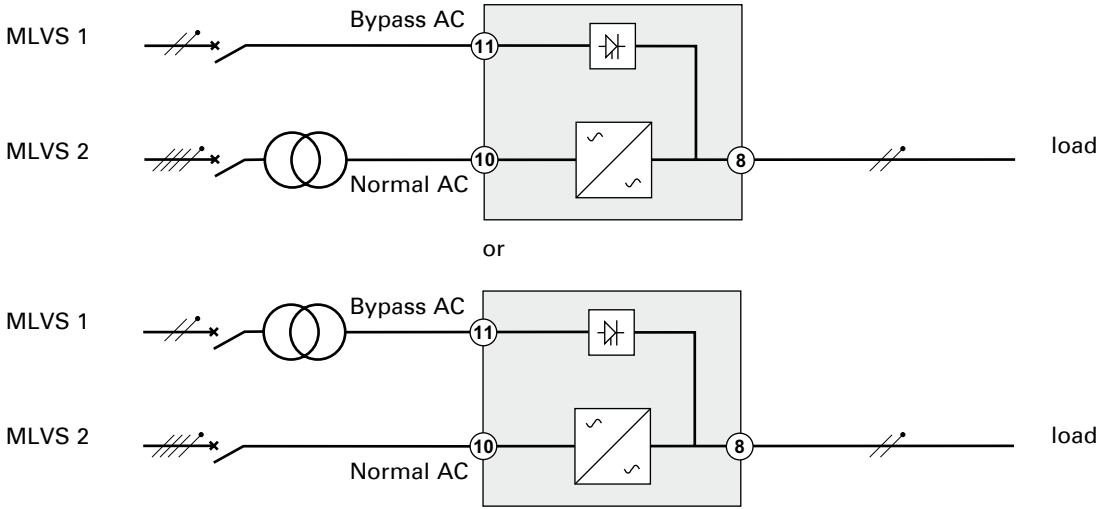 Bypass AC
MLVS 1
11
MLVS 2
10
8
load
Normal AC
or
Bypass AC
MLVS 1
11
MLVS 2
10
8
load
Normal AC